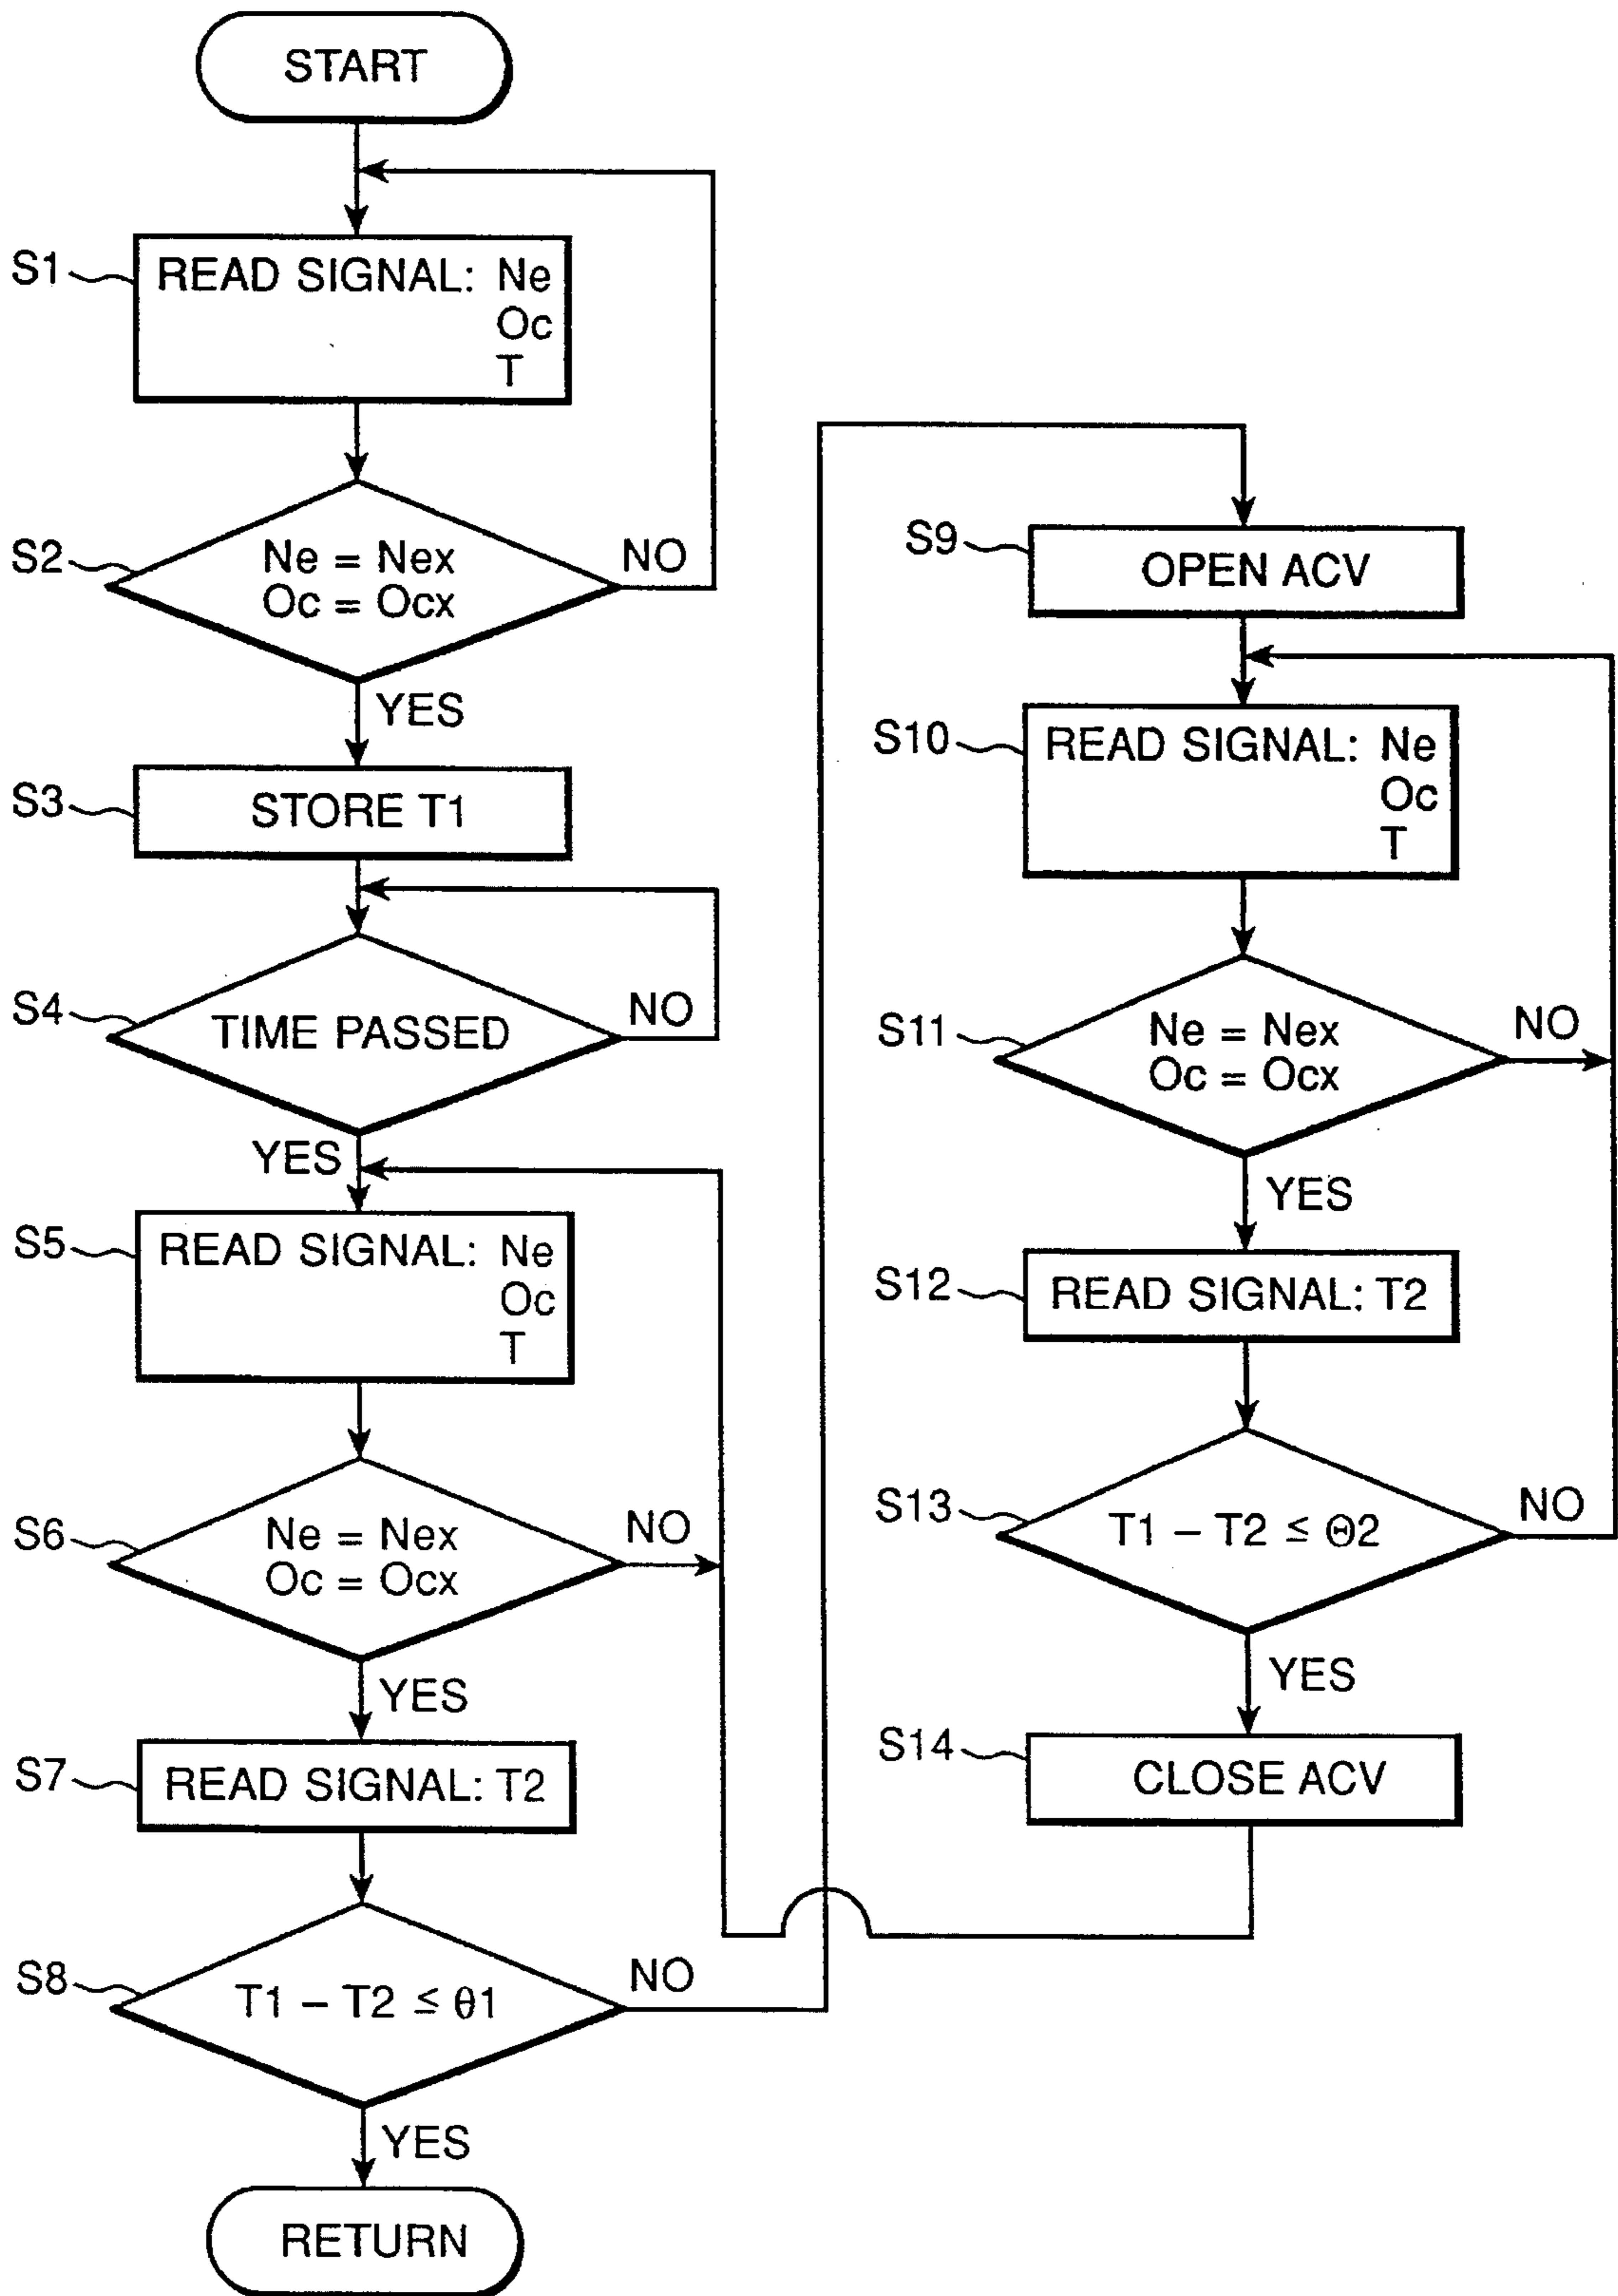 START
S1
READ SIGNAL: Ne
Oc
T
S2
Ne = Nex
Oc = Ocx
NO
YES
S3
STORE T1
S4
TIME PASSED
NO
YES
S5
READ SIGNAL: Ne
Oc
T
S6
Ne = Nex
Oc = Ocx
NO
YES
S7
READ SIGNAL: T2
S8
T1 – T2 ≤ θ1
NO
YES
RETURN
S9
OPEN ACV
S10
READ SIGNAL: Ne
Oc
T
S11
Ne = Nex
Oc = Ocx
NO
YES
S12
READ SIGNAL: T2
S13
T1 – T2 ≤ Θ2
NO
YES
S14
CLOSE ACV